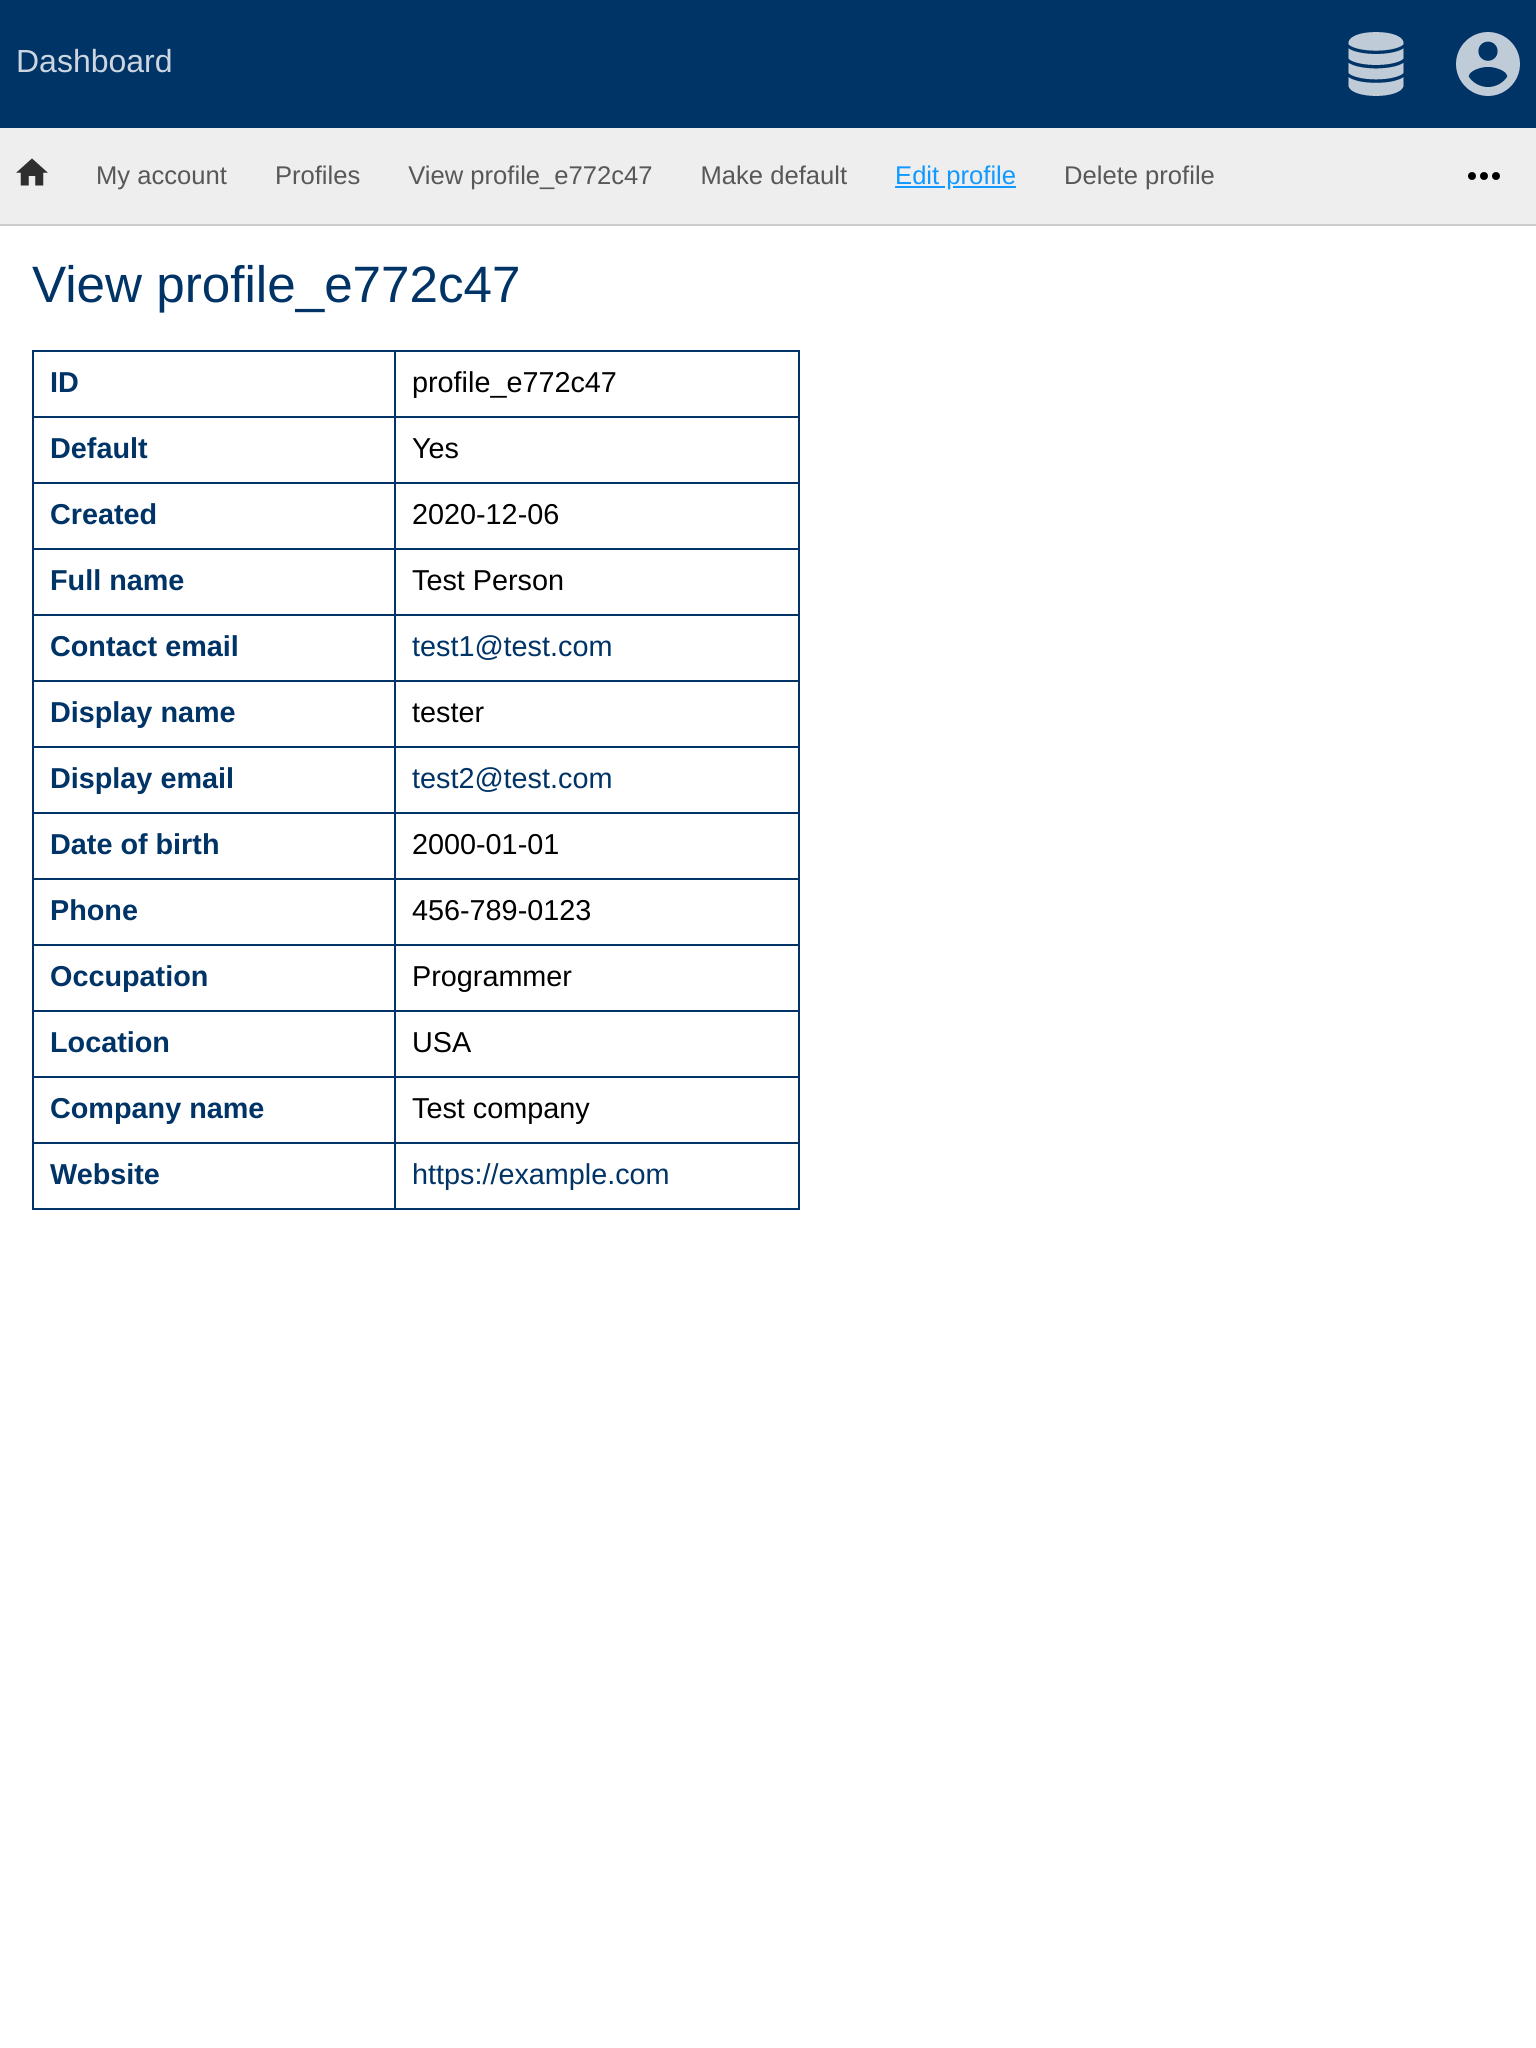 Dashboard
My account Profiles View profile_e772c47 Make default Edit profile Delete profile
View profile_e772c47
ID profile_e772c47
Default Yes
Created 2020-12-06
Full name Test Person
Contact email test1@test.com
Display name tester
Display email test2@test.com
Date of birth 2000-01-01
Phone 456-789-0123
Occupation Programmer
Location USA
Company name Test company
Website https://example.com